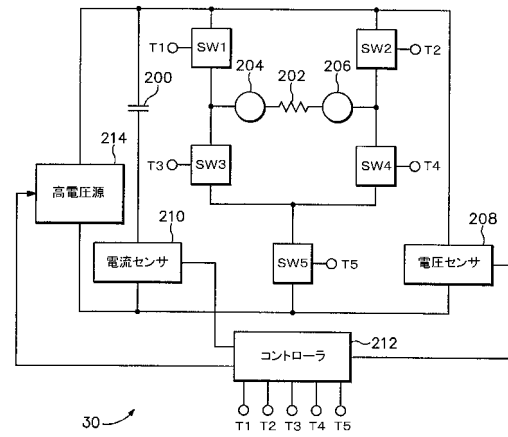 T1 SW1 SW2 T2
200 204 202 206
214
T3 SW3 SW4 T4
高電圧源
210 208
電流センサ SW5 T5 電圧センサ
212
コントローラ
30
T1 T2 T3 T4 T5